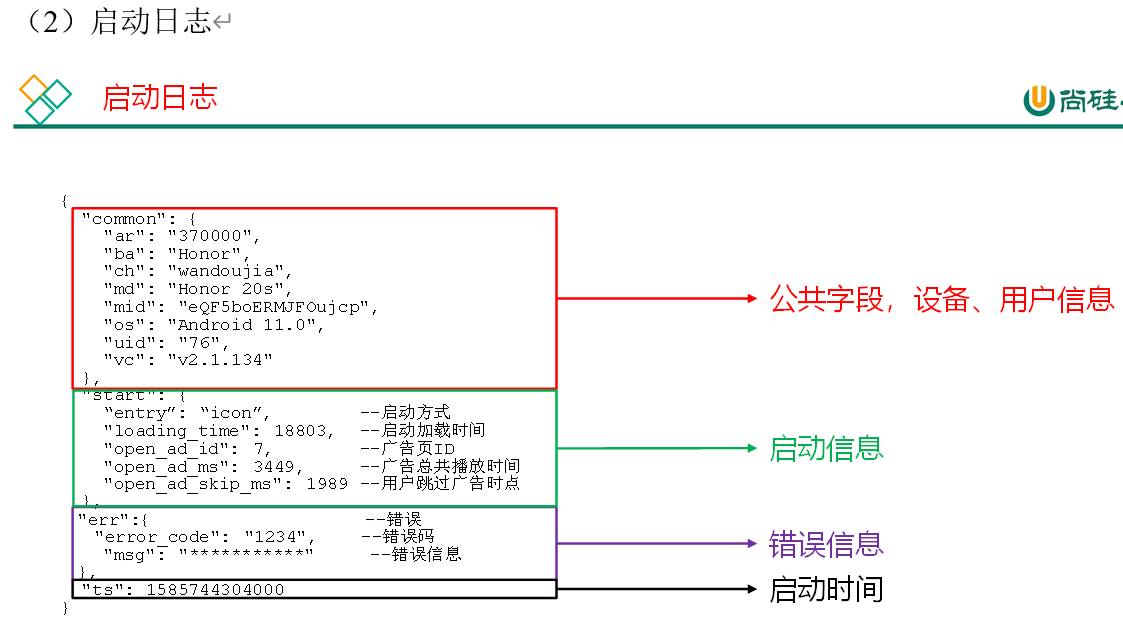 （2）启动日志↵
启动日志
尚硅
{
"common": {
"ar": "370000",
"ba": "Honor",
"ch": "wandoujia",
"md": "Honor 20s",
"mid": "eQF5boERMJFOujcp",
"os": "Android 11.0",
"uid": "76",
"vc": "v2.1.134"
},
公共字段，设备、用户信息
"start": {
“entry”: “icon”, --启动方式
"loading_time": 18803, --启动加载时间
"open_ad_id": 7, --广告页ID
"open_ad_ms": 3449, --广告总共播放时间
"open_ad_skip_ms": 1989 --用户跳过广告时点
},
启动信息
"err":{ --错误
"error_code": "1234", --错误码
"msg": "***********" --错误信息
},
错误信息
"ts": 1585744304000
启动时间
}